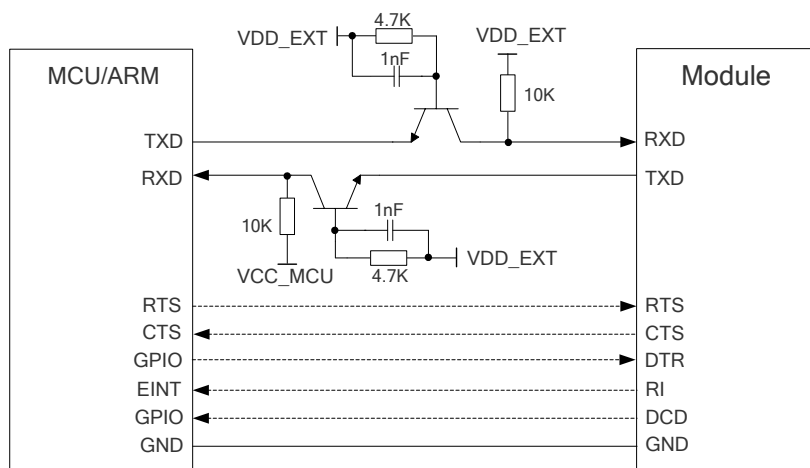 4.7K
VDD_EXT
VDD_EXT
1nF
MCU/ARM
Module
10K
TXD
RXD
RXD
TXD
1nF
10K
VDD_EXT
4.7K
VCC_MCU
RTS
RTS
CTS
CTS
GPIO
DTR
EINT
RI
GPIO
DCD
GND
GND